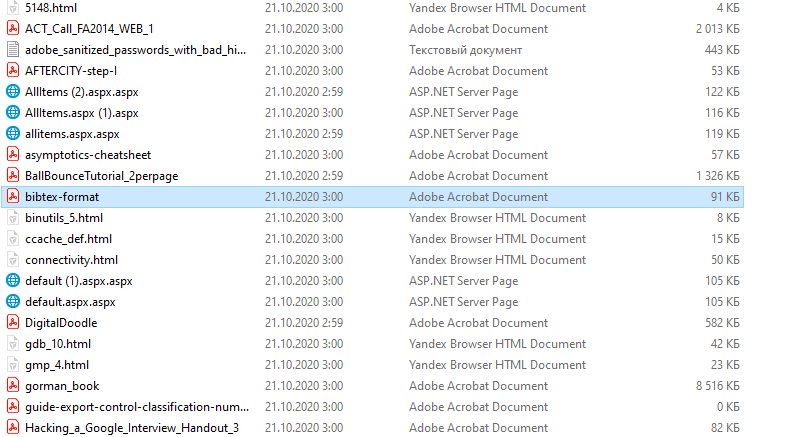 5148.html 21.10.2020 3:00 Yandex Browser HTML Document 4 КБ
ACT_Call_FA2014_WEB_1 21.10.2020 3:00 Adobe Acrobat Document 2 013 КБ
adobe_sanitized_passwords_with_bad_hi... 21.10.2020 3:00 Текстовый документ 443 КБ
AFTERCITY-step-I 21.10.2020 3:00 Adobe Acrobat Document 53 КБ
AllItems (2).aspx.aspx 21.10.2020 2:59 ASP.NET Server Page 122 КБ
AllItems.aspx (1).aspx 21.10.2020 3:00 ASP.NET Server Page 116 КБ
allitems.aspx.aspx 21.10.2020 2:59 ASP.NET Server Page 119 КБ
asymptotics-cheatsheet 21.10.2020 3:00 Adobe Acrobat Document 57 КБ
BallBounceTutorial_2perpage 21.10.2020 2:59 Adobe Acrobat Document 1 326 КБ
bibtex-format 21.10.2020 3:00 Adobe Acrobat Document 91 КБ
binutils_5.html 21.10.2020 3:00 Yandex Browser HTML Document 8 КБ
ccache_def.html 21.10.2020 3:00 Yandex Browser HTML Document 15 КБ
connectivity.html 21.10.2020 3:00 Yandex Browser HTML Document 50 КБ
default (1).aspx.aspx 21.10.2020 3:00 ASP.NET Server Page 105 КБ
default.aspx.aspx 21.10.2020 3:00 ASP.NET Server Page 105 КБ
DigitalDoodle 21.10.2020 2:59 Adobe Acrobat Document 582 КБ
gdb_10.html 21.10.2020 3:00 Yandex Browser HTML Document 42 КБ
gmp_4.html 21.10.2020 3:00 Yandex Browser HTML Document 23 КБ
gorman_book 21.10.2020 3:00 Adobe Acrobat Document 8 516 КБ
guide-export-control-classification-num... 21.10.2020 3:00 Adobe Acrobat Document 0 КБ
Hacking_a_Google_Interview_Handout_3 21.10.2020 3:00 Adobe Acrobat Document 82 КБ